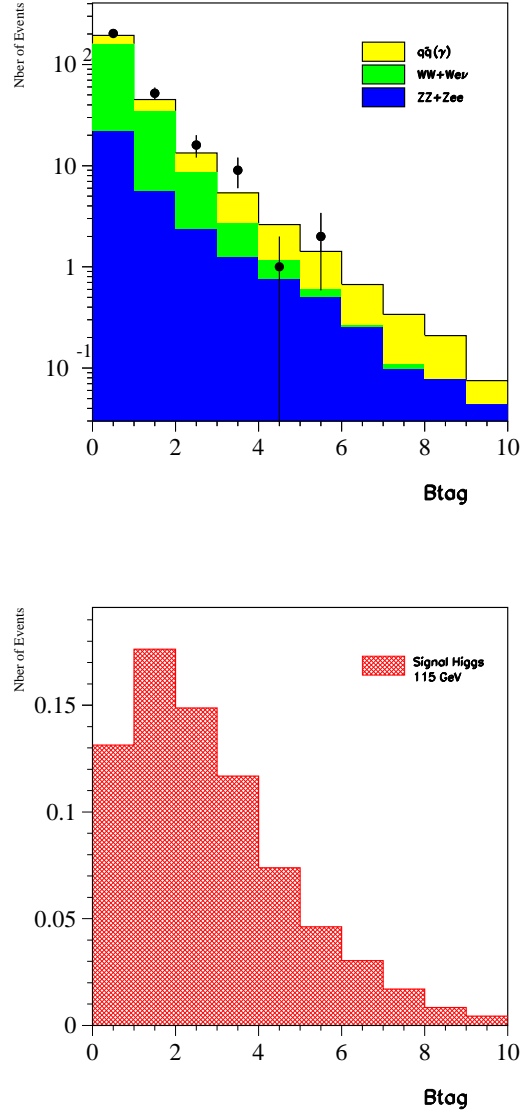 Nber of Events
10
2
10
1
10
-1
0
2
4
6
8
10
qq̄(γ)
WW+Weν
ZZ+Zee
Btag
Nber of Events
0.15
0.1
0.05
0
0
2
4
6
8
10
Signal Higgs
115 GeV
Btag